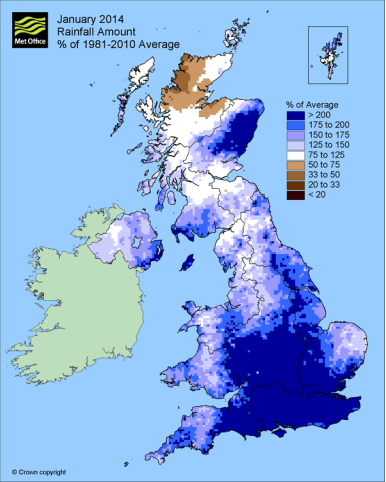 January 2014
Rainfall Amount
% of 1981-2010 Average
Met Office
% of Average
> 200
175 to 200
150 to 175
125 to 150
75 to 125
50 to 75
33 to 50
20 to 33
< 20
© Crown copyright